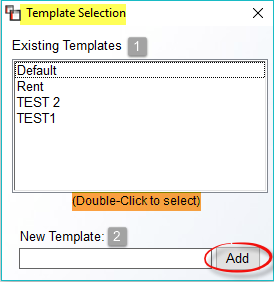 Template Selection
Existing Templates 1
Default
Rent
TEST 2
TEST1
(Double-Click to select)
New Template: 2
Add